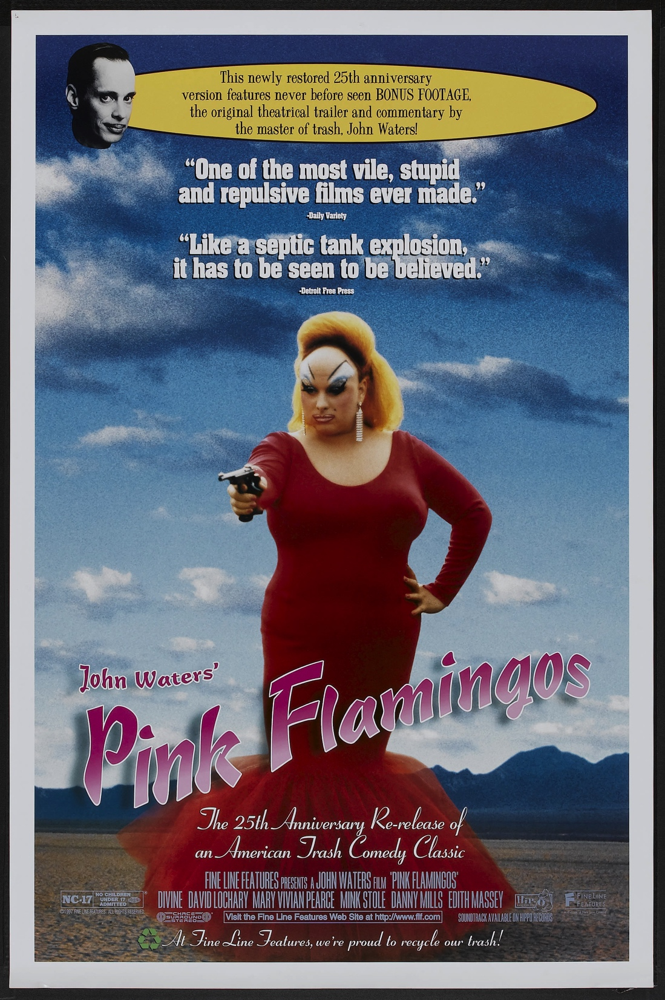 This newly restored 25th anniversary
version features never before seen BONUS FOOTAGE,
the original theatrical trailer and commentary by
the master of trash, John Waters!
“One of the most vile, stupid
and repulsive films ever made.”
-Daily Variety
“Like a septic tank explosion,
it has to be seen to be believed.”
-Detroit Free Press
John Waters’
Pink Flamingos
The 25th Anniversary Re-release of
an American Trash Comedy Classic
FINE LINE FEATURES PRESENTS A JOHN WATERS FILM 'PINK FLAMINGOS'
DIVINE DAVID LOCHARY MARY VIVIAN PEARCE MINK STOLE DANNY MILLS EDITH MASSEY
NC-17 NO CHILDREN
UNDER 17
ADMITTED
©1997 FINE LINE FEATURES. ALL RIGHTS RESERVED.
CHACE
SURROUND
STEREO
Visit the Fine Line Features Web Site at http://www.flf.com
HIP-O
RECORDS
SOUNDTRACK AVAILABLE ON HIPPO RECORDS
FINE LINE
FEATURES
At Fine Line Features, we're proud to recycle our trash!